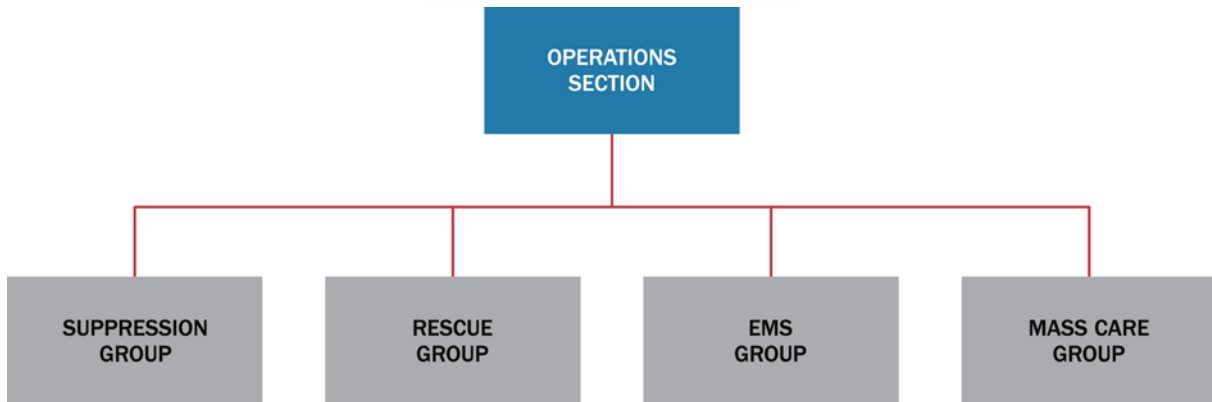 OPERATIONS
SECTION
SUPPRESSION
GROUP
RESCUE
GROUP
EMS
GROUP
MASS CARE
GROUP